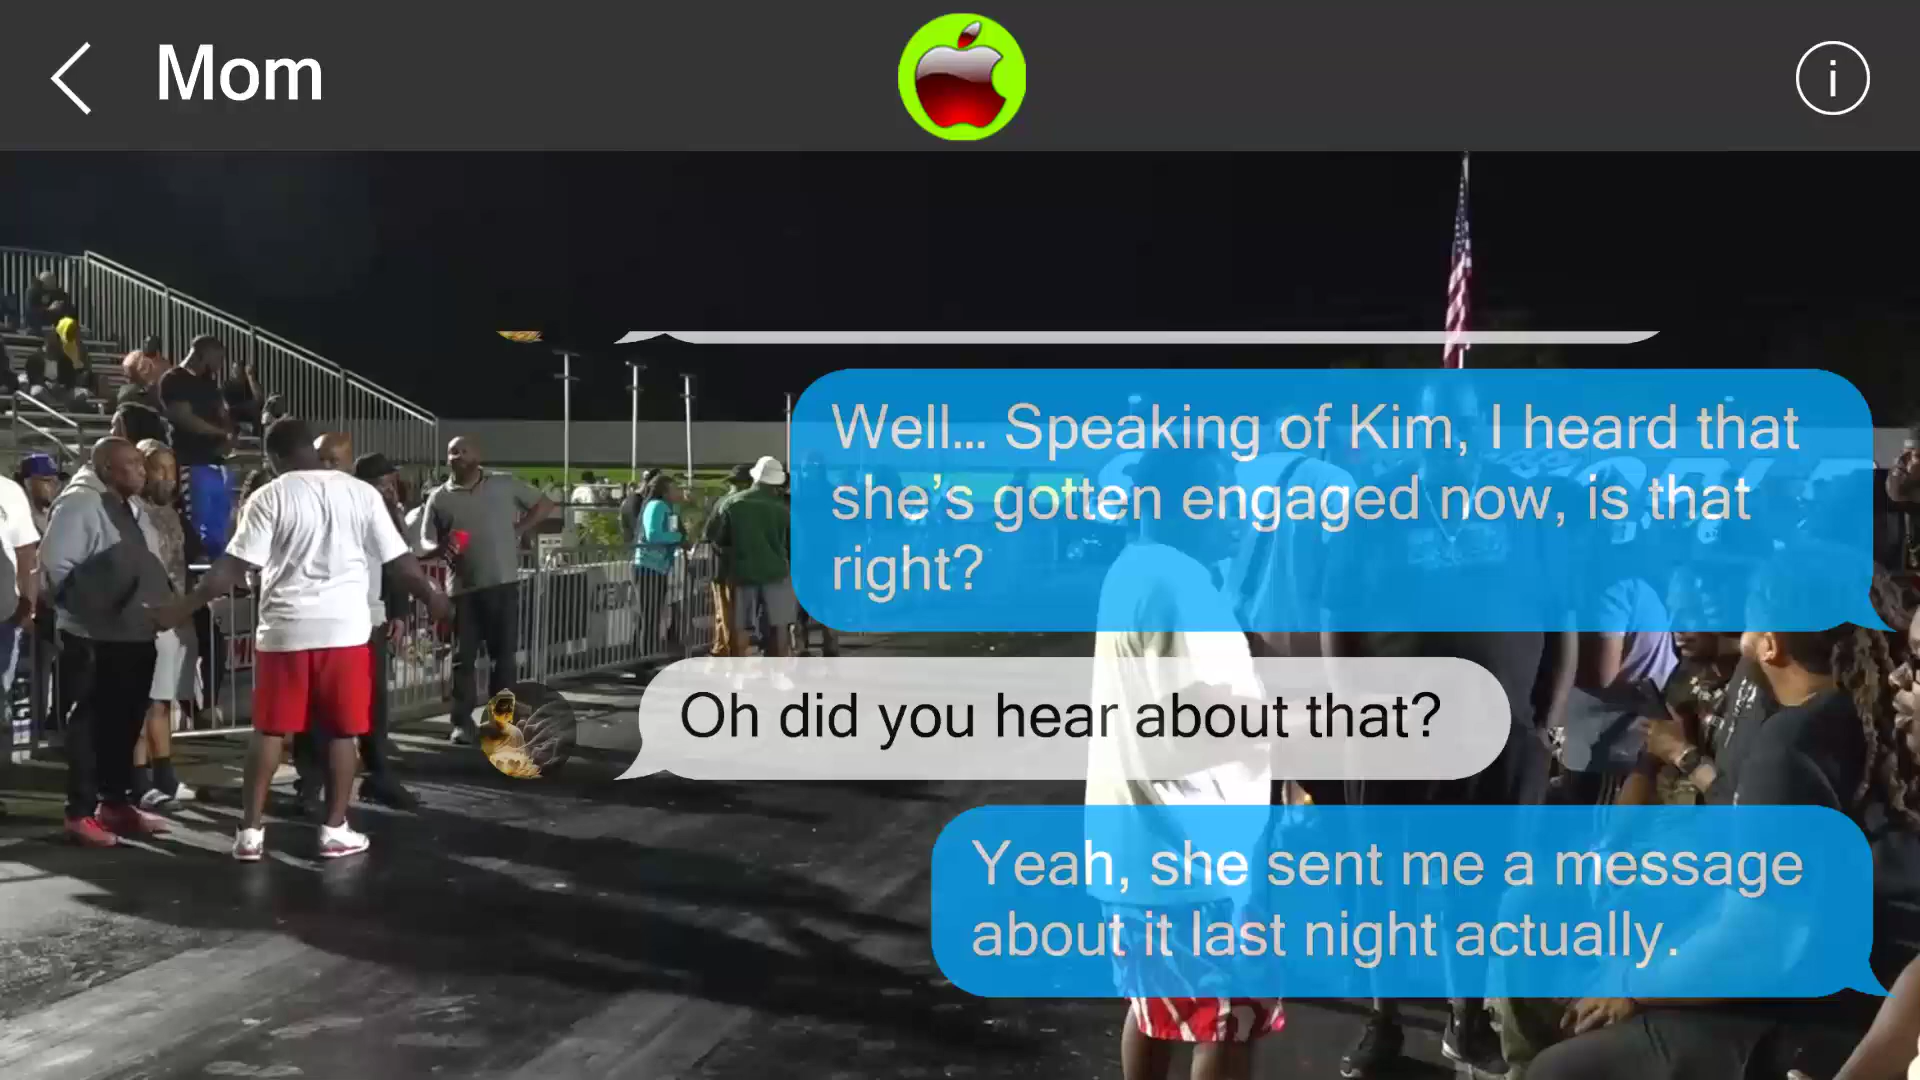 Mom
Well... Speaking of Kim, I heard that
she's gotten engaged now, is that
right?
Oh did you hear about that?
Yeah, she sent me a message
about it last night actually.